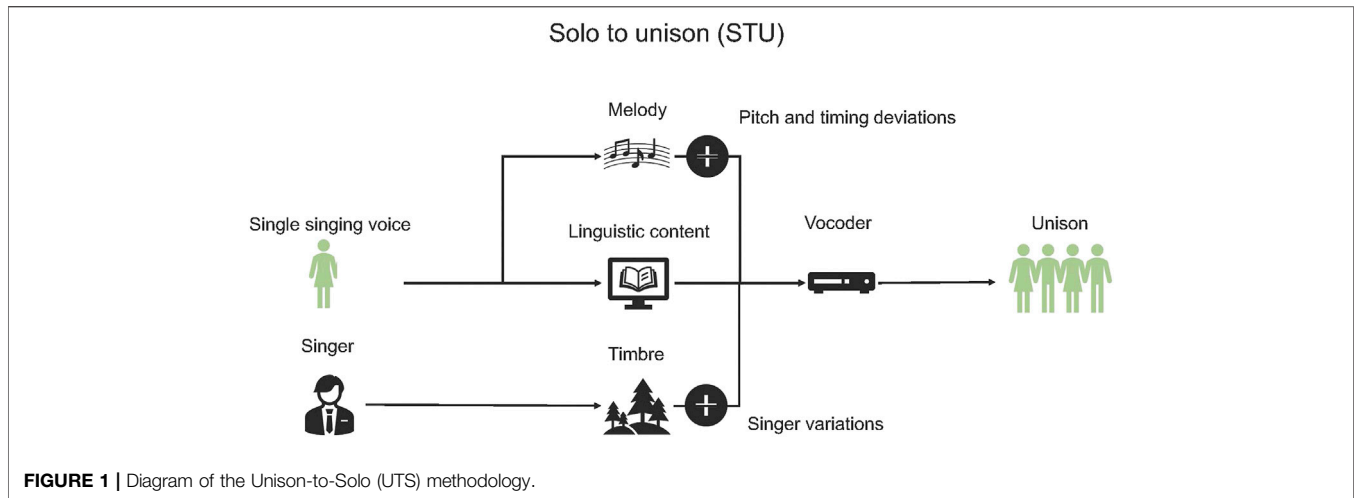 Solo to unison (STU)
Melody
Pitch and timing deviations
Single singing voice
Linguistic content
Vocoder
Unison
Singer
Timbre
Singer variations
FIGURE 1 | Diagram of the Unison-to-Solo (UTS) methodology.